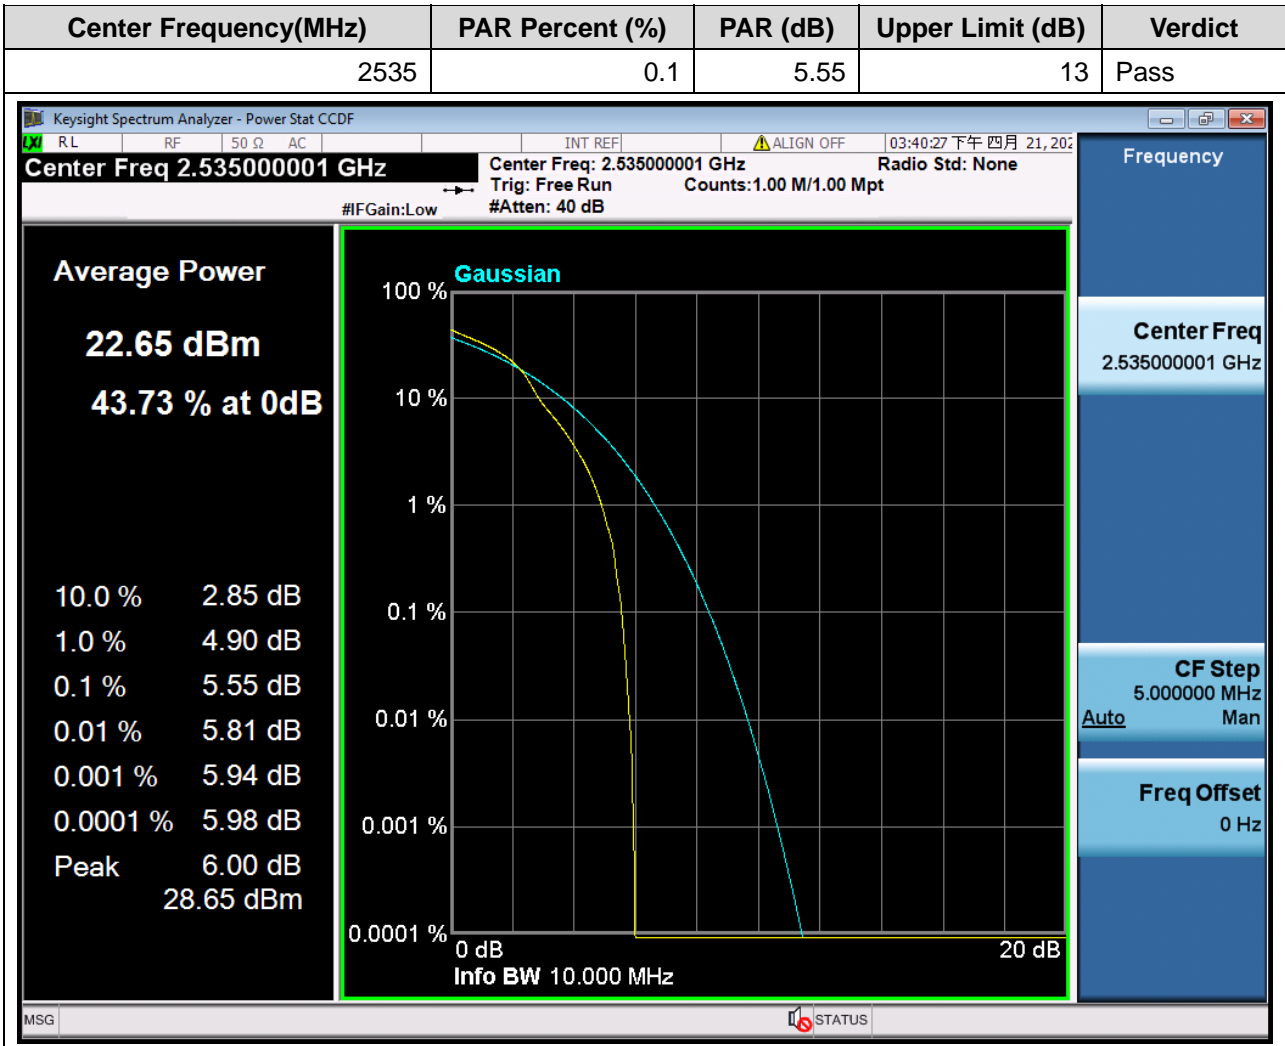 Center Frequency(MHz) PAR Percent (%) PAR (dB) Upper Limit (dB) Verdict
2535 0.1 5.55 13 Pass
Keysight Spectrum Analyzer - Power Stat CCDF
LXI RL RF 50 Ω AC INT REF ALIGN OFF 03:40:27 下午 四月 21, 202
Center Freq 2.535000001 GHz
#IFGain:Low
Center Freq: 2.535000001 GHz Radio Std: None
Trig: Free Run Counts:1.00 M/1.00 Mpt
#Atten: 40 dB
Average Power
22.65 dBm
43.73 % at 0dB
10.0 % 2.85 dB
1.0 % 4.90 dB
0.1 % 5.55 dB
0.01 % 5.81 dB
0.001 % 5.94 dB
0.0001 % 5.98 dB
Peak 6.00 dB
28.65 dBm
Gaussian
100 %
10 %
1 %
0.1 %
0.01 %
0.001 %
0.0001 %
0 dB 20 dB
Info BW 10.000 MHz
Frequency
Center Freq
2.535000001 GHz
CF Step
5.000000 MHz
Auto Man
Freq Offset
0 Hz
MSG STATUS